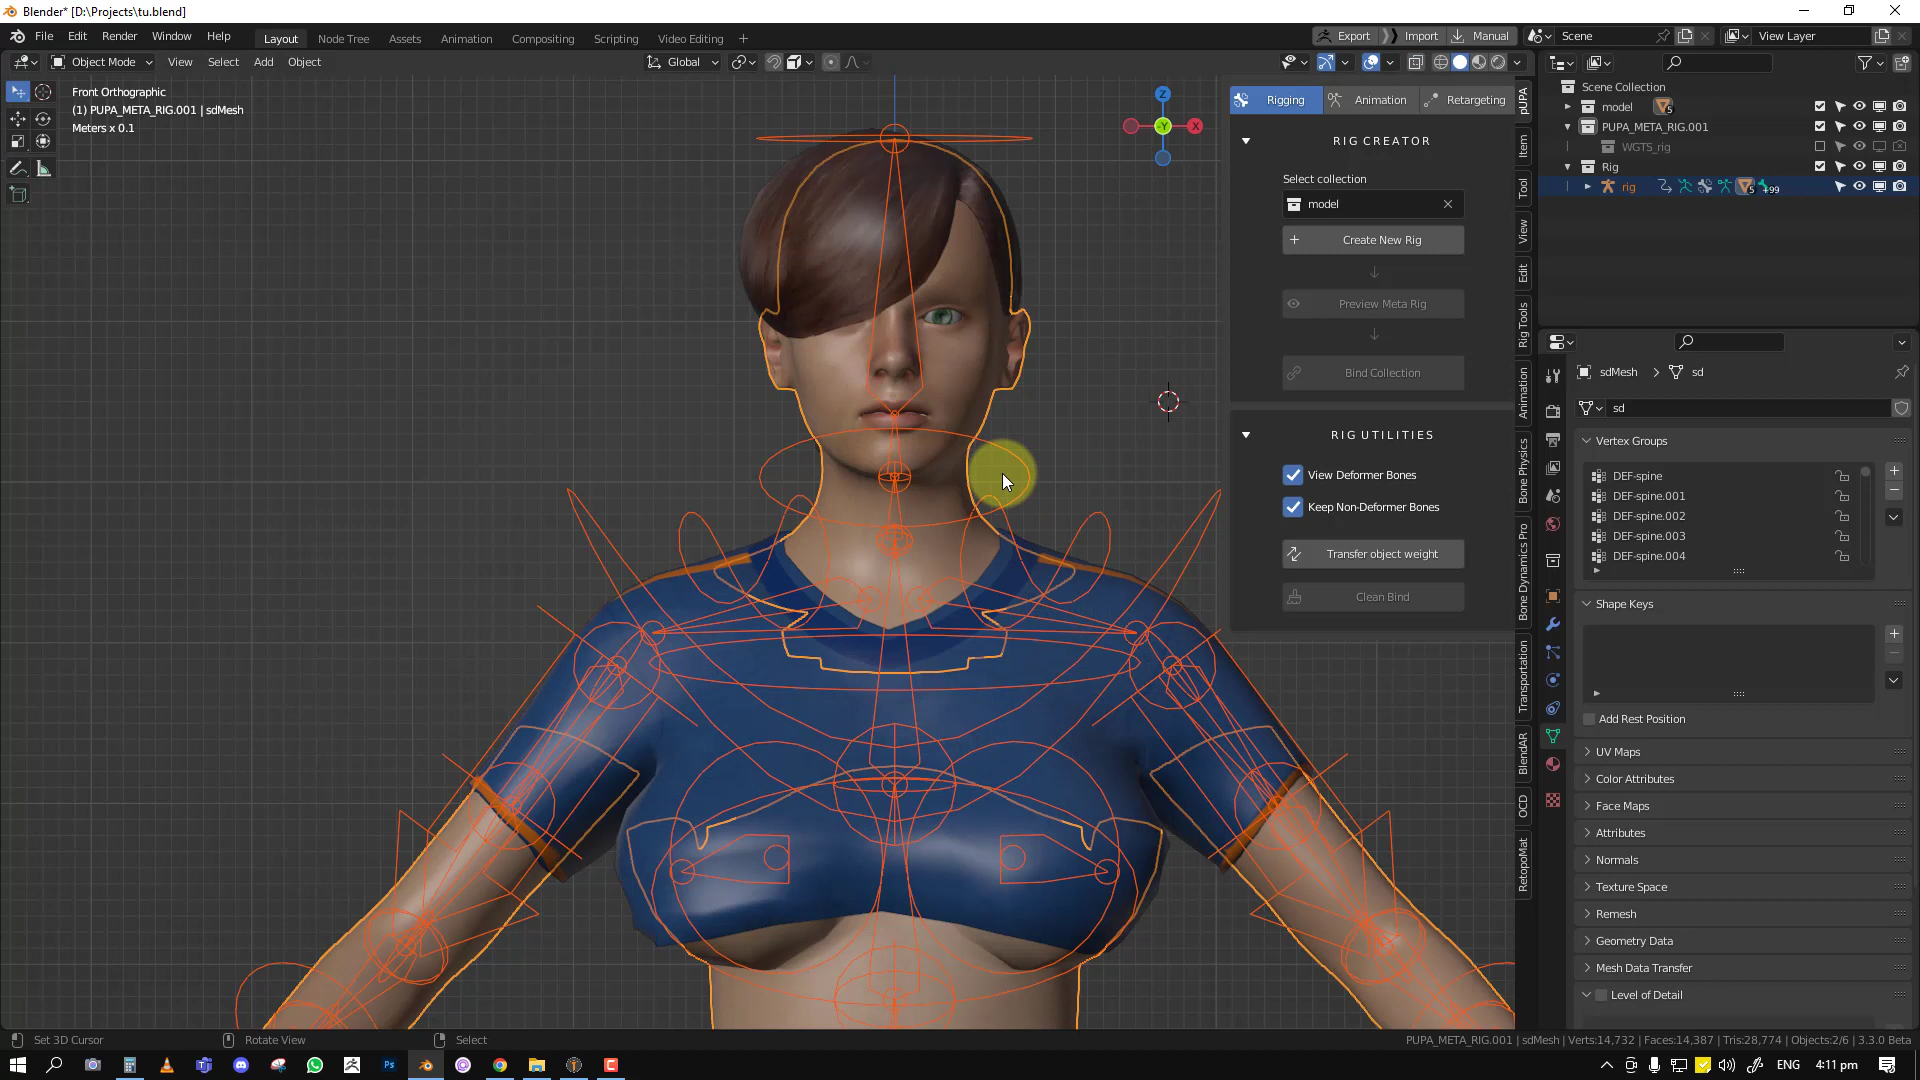 Blender* [D:\Projects\tu.blend]
File Edit Render Window Help
Layout Node Tree Assets Animation Compositing Scripting Video Editing +
Export Import Manual Scene View Layer
Object Mode View Select Add Object Global
Front Orthographic
(1) PUPA_META_RIG.001 | sdMesh
Meters x 0.1
Z
-Y
X
Rigging Animation Retargeting
RIG CREATOR
Select collection
model
Create New Rig
Preview Meta Rig
Bind Collection
RIG UTILITIES
View Deformer Bones
Keep Non-Deformer Bones
Transfer object weight
Clean Bind
pUPA
Item
Tool
View
Edit
Rig Tools
Animation
Bone Physics
Bone Dynamics Pro
Transportation
BlendAR
OCD
RetopoMat
Scene Collection
model 5
PUPA_META_RIG.001
WGTS_rig
Rig
rig 5 +99
sdMesh > sd
sd
Vertex Groups
DEF-spine
DEF-spine.001
DEF-spine.002
DEF-spine.003
DEF-spine.004
Shape Keys
Add Rest Position
UV Maps
Color Attributes
Face Maps
Attributes
Normals
Texture Space
Remesh
Geometry Data
Mesh Data Transfer
Level of Detail
Set 3D Cursor Rotate View Select
PUPA_META_RIG.001 | sdMesh | Verts:14,732 | Faces:14,387 | Tris:28,774 | Objects:2/6 | 3.3.0 Beta
Ps
ENG 4:11 pm